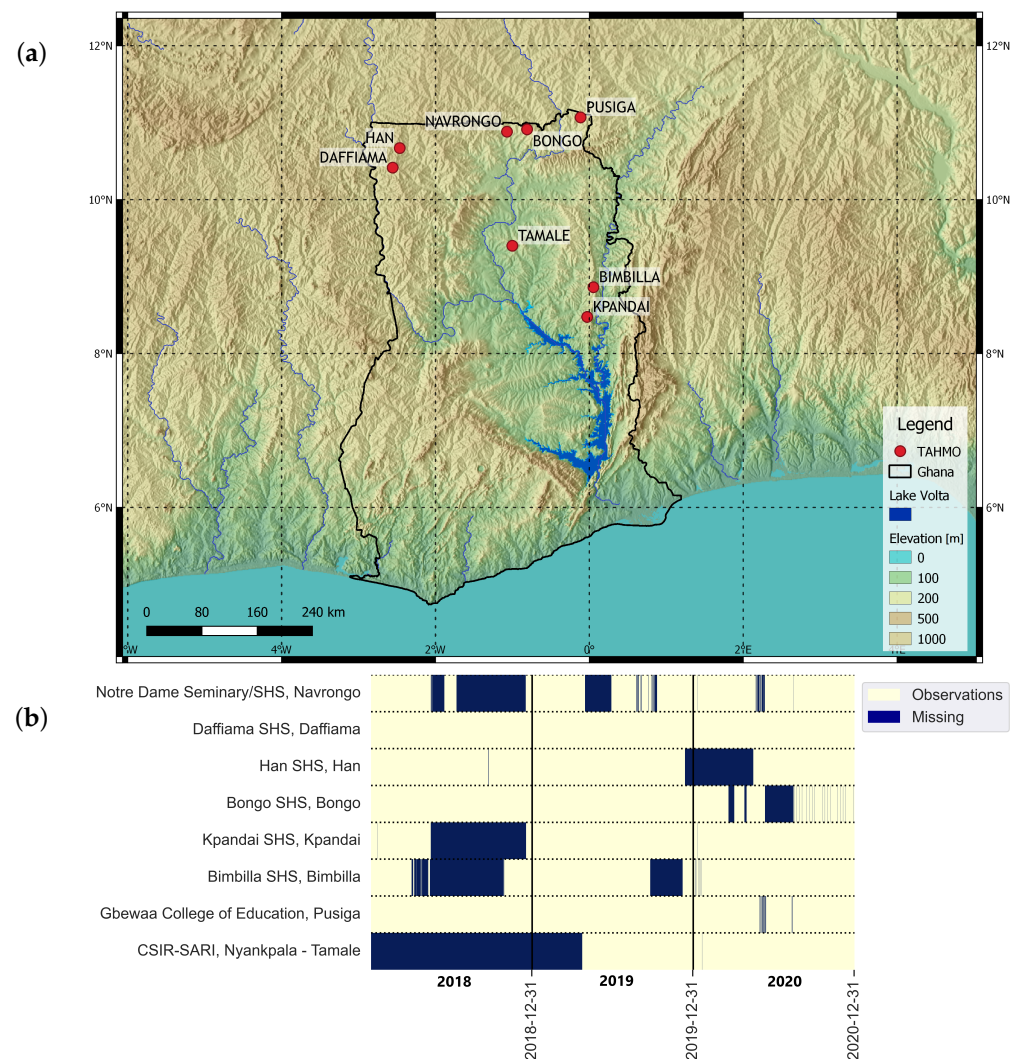 (a)
12°N
12°N
PUSIGA
NAVRONGO
BONGO
HAN
DAFFIAMA
10°N
10°N
TAMALE
BIMBILLA
KPANDAI
8°N
8°N
Legend
TAHMO
Ghana
Lake Volta
6°N
6°N
Elevation [m]
0
100
200
500
1000
0 80 160 240 km
°W 4°W 2°W 0° 2°E
(b)
Notre Dame Seminary/SHS, Navrongo
Observations
Missing
Daffiama SHS, Daffiama
Han SHS, Han
Bongo SHS, Bongo
Kpandai SHS, Kpandai
Bimbilla SHS, Bimbilla
Gbewaa College of Education, Pusiga
CSIR-SARI, Nyankpala - Tamale
2018 2019 2020
2018-12-31
2019-12-31
2020-12-31